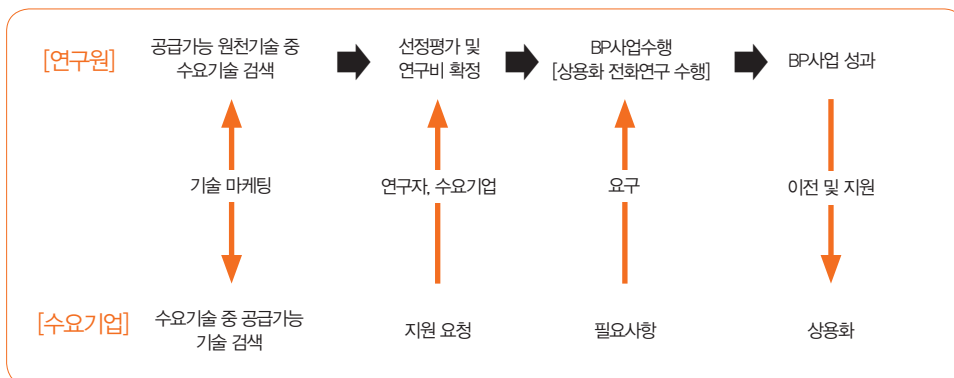 [연구원]
공급가능 원천기술 중
수요기술 검색
선정평가 및
연구비 확정
BP사업수행
[상용화 전화연구 수행]
BP사업 성과
기술 마케팅
연구자, 수요기업
요구
이전 및 지원
[수요기업]
수요기술 중 공급가능
기술 검색
지원 요청
필요사항
상용화